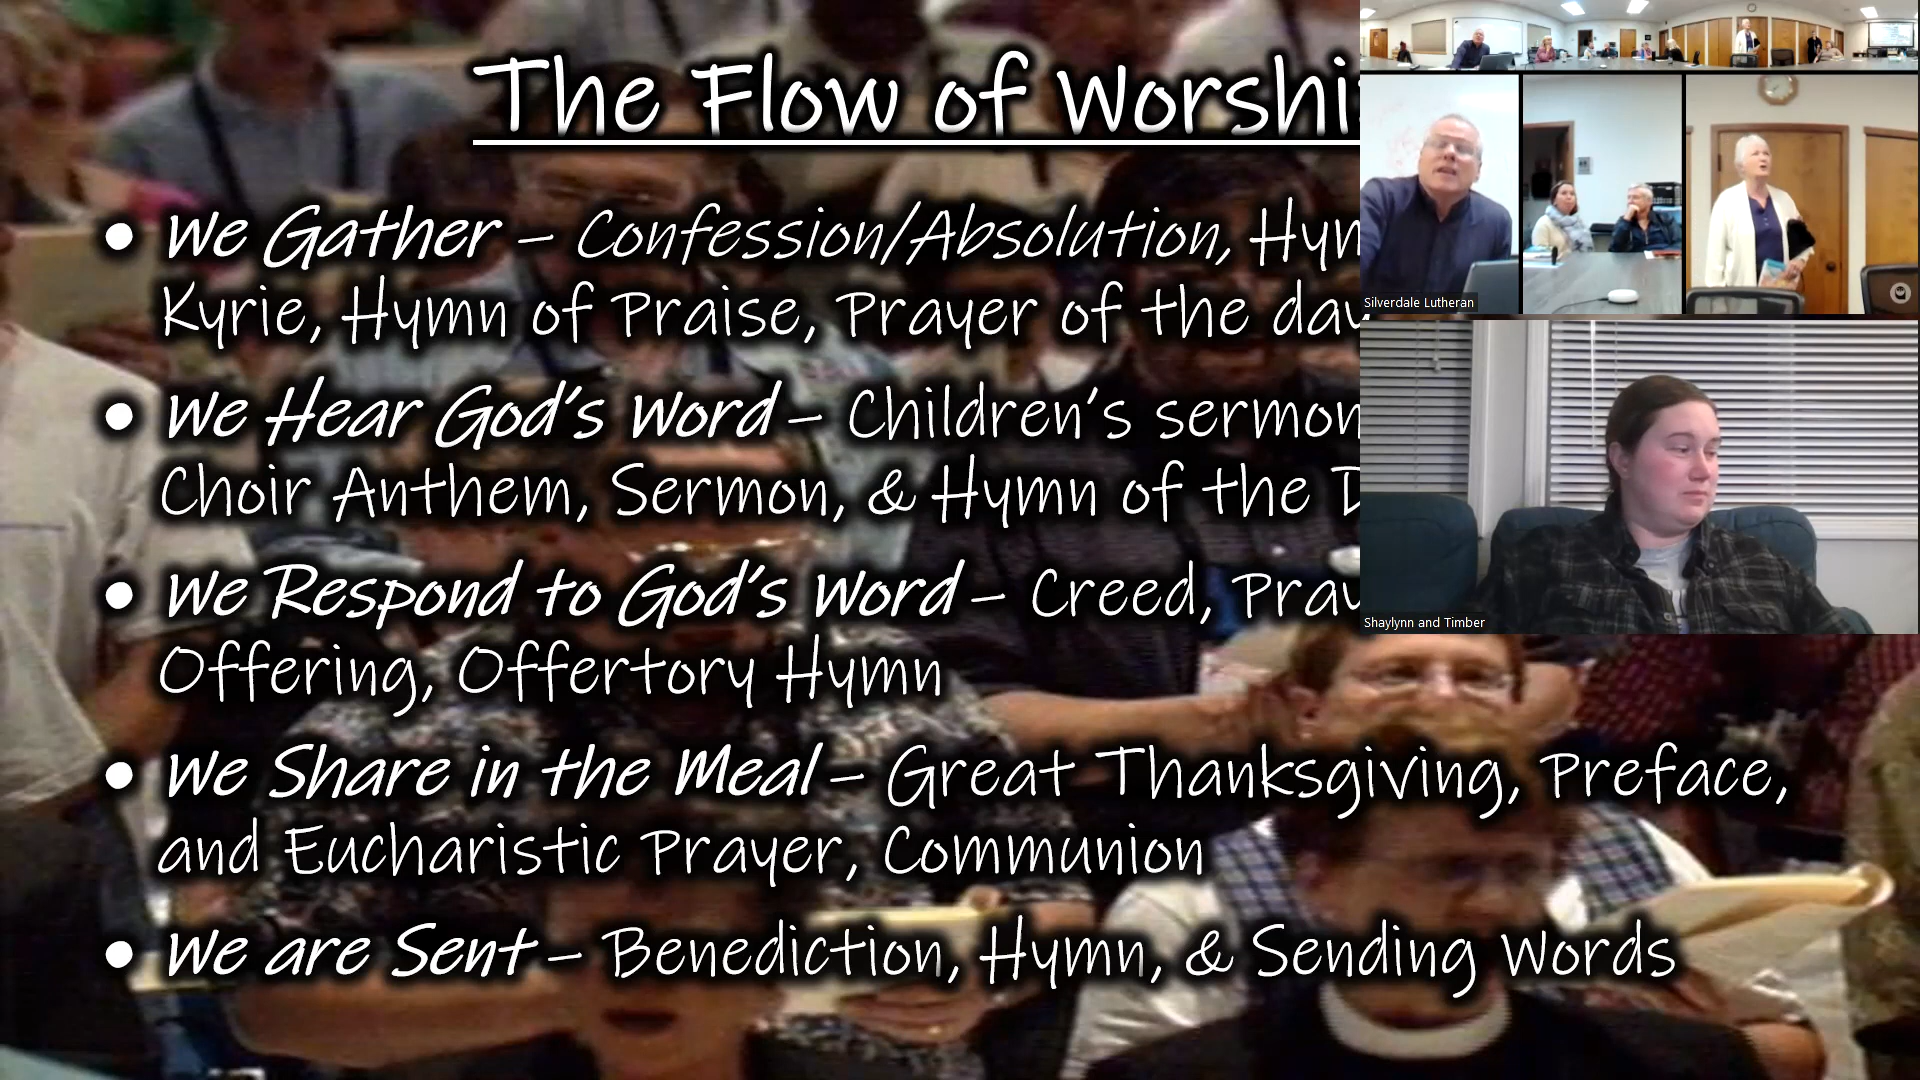 The Flow of Worshi
• We Gather – Confession/Absolution, Hym
Kyrie, Hymn of Praise, Prayer of the day
• We Hear God's Word – Children's sermon
Choir Anthem, Sermon, & Hymn of the D
• We Respond to God's Word – Creed, Pray
Offering, Offertory Hymn
• We Share in the Meal – Great Thanksgiving, Preface,
and Eucharistic Prayer, Communion
• We are Sent – Benediction, Hymn, & Sending Words
Silverdale Lutheran
Shaylynn and Timber